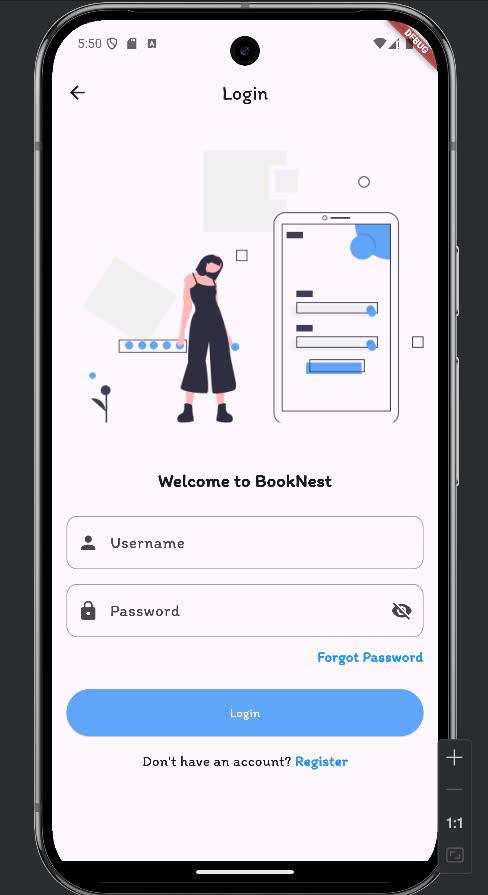 5:50
DEBUG
Login
Welcome to BookNest
Username
Password
Forgot Password
Login
Don't have an account? Register
1:1